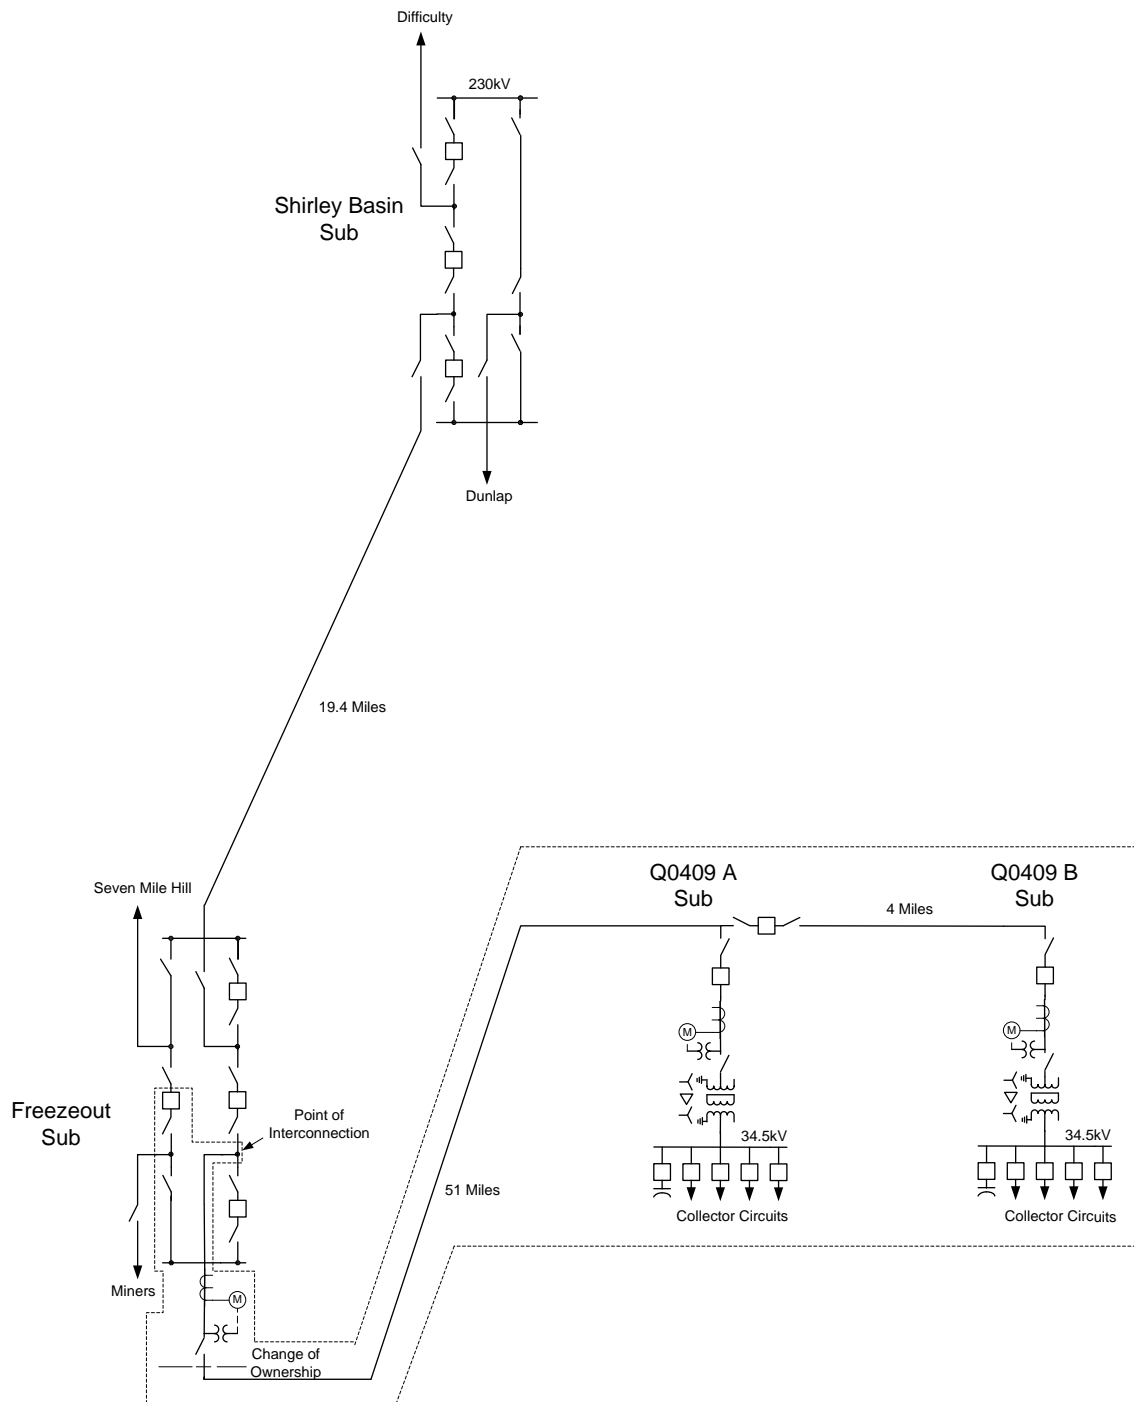 Difficulty
230kV
Shirley Basin
Sub
Dunlap
19.4 Miles
Seven Mile Hill
Freezeout
Sub
Point of
Interconnection
Miners
M
Change of
Ownership
51 Miles
Q0409 A
Sub
4 Miles
Q0409 B
Sub
M
M
34.5kV
34.5kV
Collector Circuits
Collector Circuits